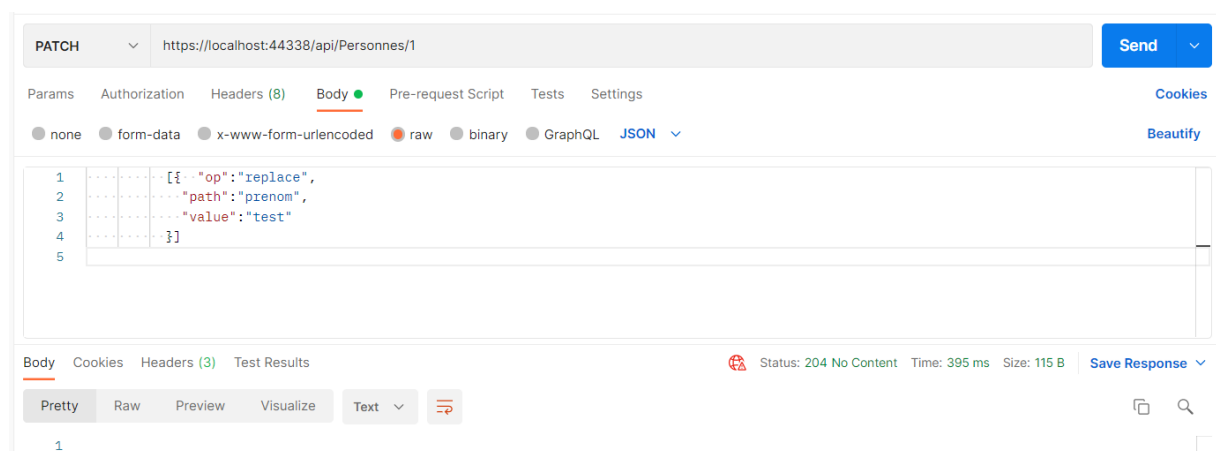 PATCH https://localhost:44338/api/Personnes/1 Send
Params Authorization Headers (8) Body Pre-request Script Tests Settings Cookies
none form-data x-www-form-urlencoded raw binary GraphQL JSON Beautify
1 [{ "op":"replace",
2 "path":"prenom",
3 "value":"test"
4 }]
5
Body Cookies Headers (3) Test Results Status: 204 No Content Time: 395 ms Size: 115 B Save Response
Pretty Raw Preview Visualize Text
1